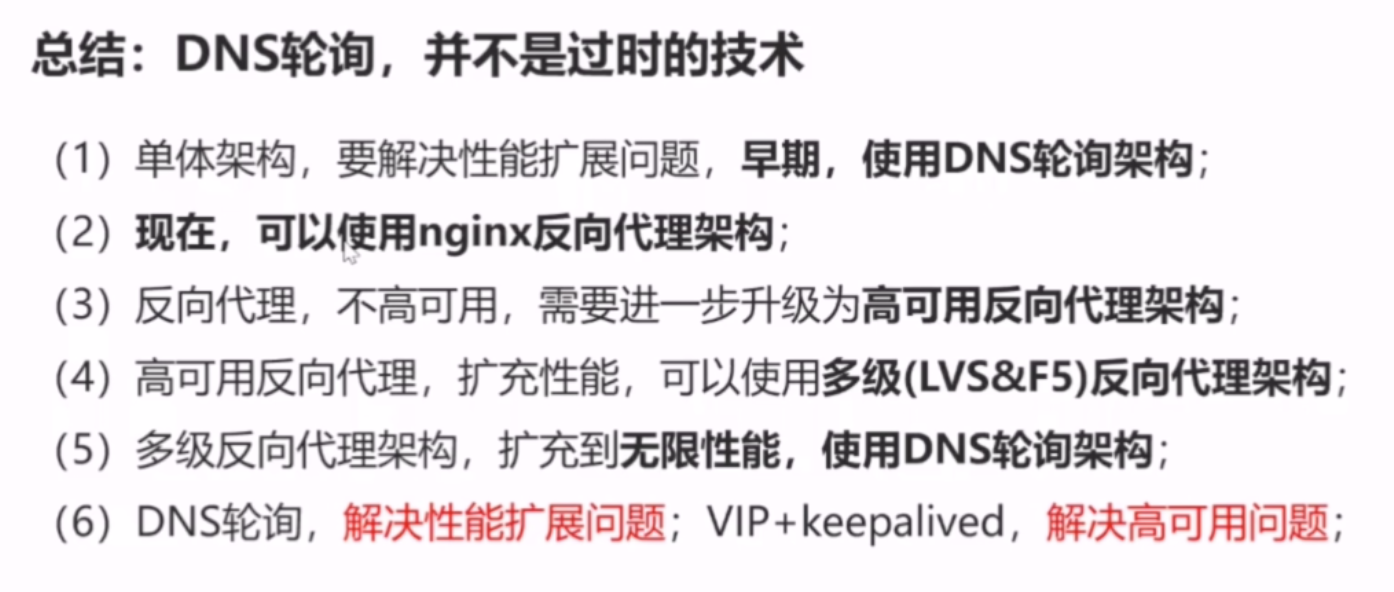 总结：DNS轮询，并不是过时的技术
（1）单体架构，要解决性能扩展问题，早期，使用DNS轮询架构；
（2）现在，可以使用nginx反向代理架构；
（3）反向代理，不高可用，需要进一步升级为高可用反向代理架构；
（4）高可用反向代理，扩充性能，可以使用多级(LVS&F5)反向代理架构；
（5）多级反向代理架构，扩充到无限性能，使用DNS轮询架构；
（6）DNS轮询，解决性能扩展问题；VIP+keepalived，解决高可用问题；